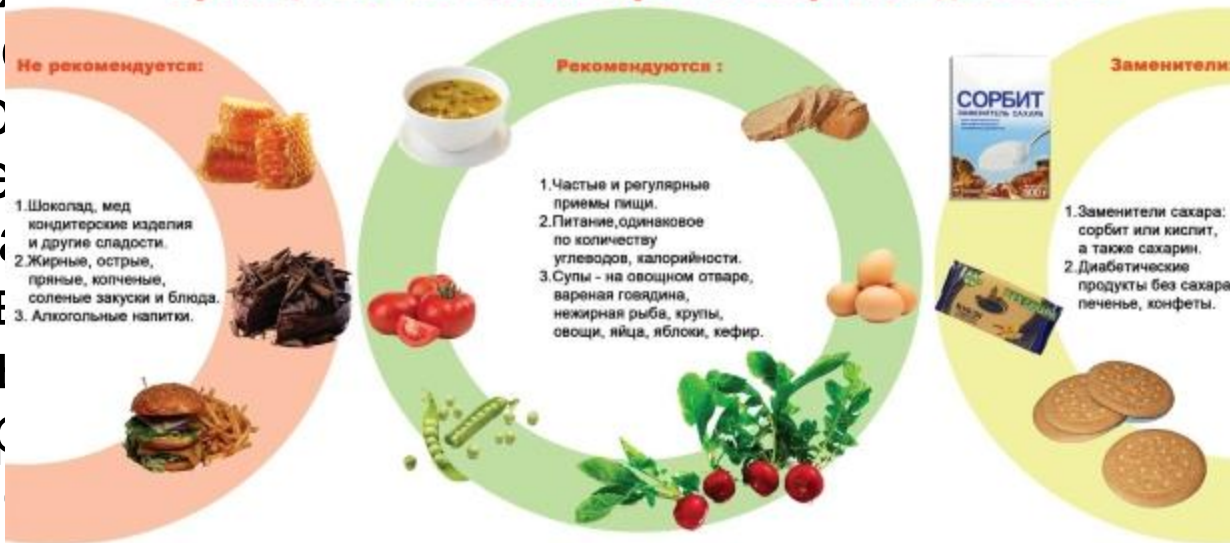 Не рекомендуется:
1.Шоколад, мед
кондитерские изделия
и другие сладости.
2.Жирные, острые,
пряные, копченые,
соленые закуски и блюда.
3. Алкогольные напитки.
Рекомендуются :
1.Частые и регулярные
приемы пищи.
2.Питание,одинаковое
по количеству
углеводов, калорийности.
3.Супы - на овощном отваре,
вареная говядина,
нежирная рыба, крупы,
овощи, яйца, яблоки, кефир.
Заменители
СОРБИТ
ЗАМЕНИТЕЛЬ САХАРА
1.Заменители сахара:
сорбит или кислит,
а также сахарин.
2.Диабетические
продукты без сахара
печенье, конфеты.